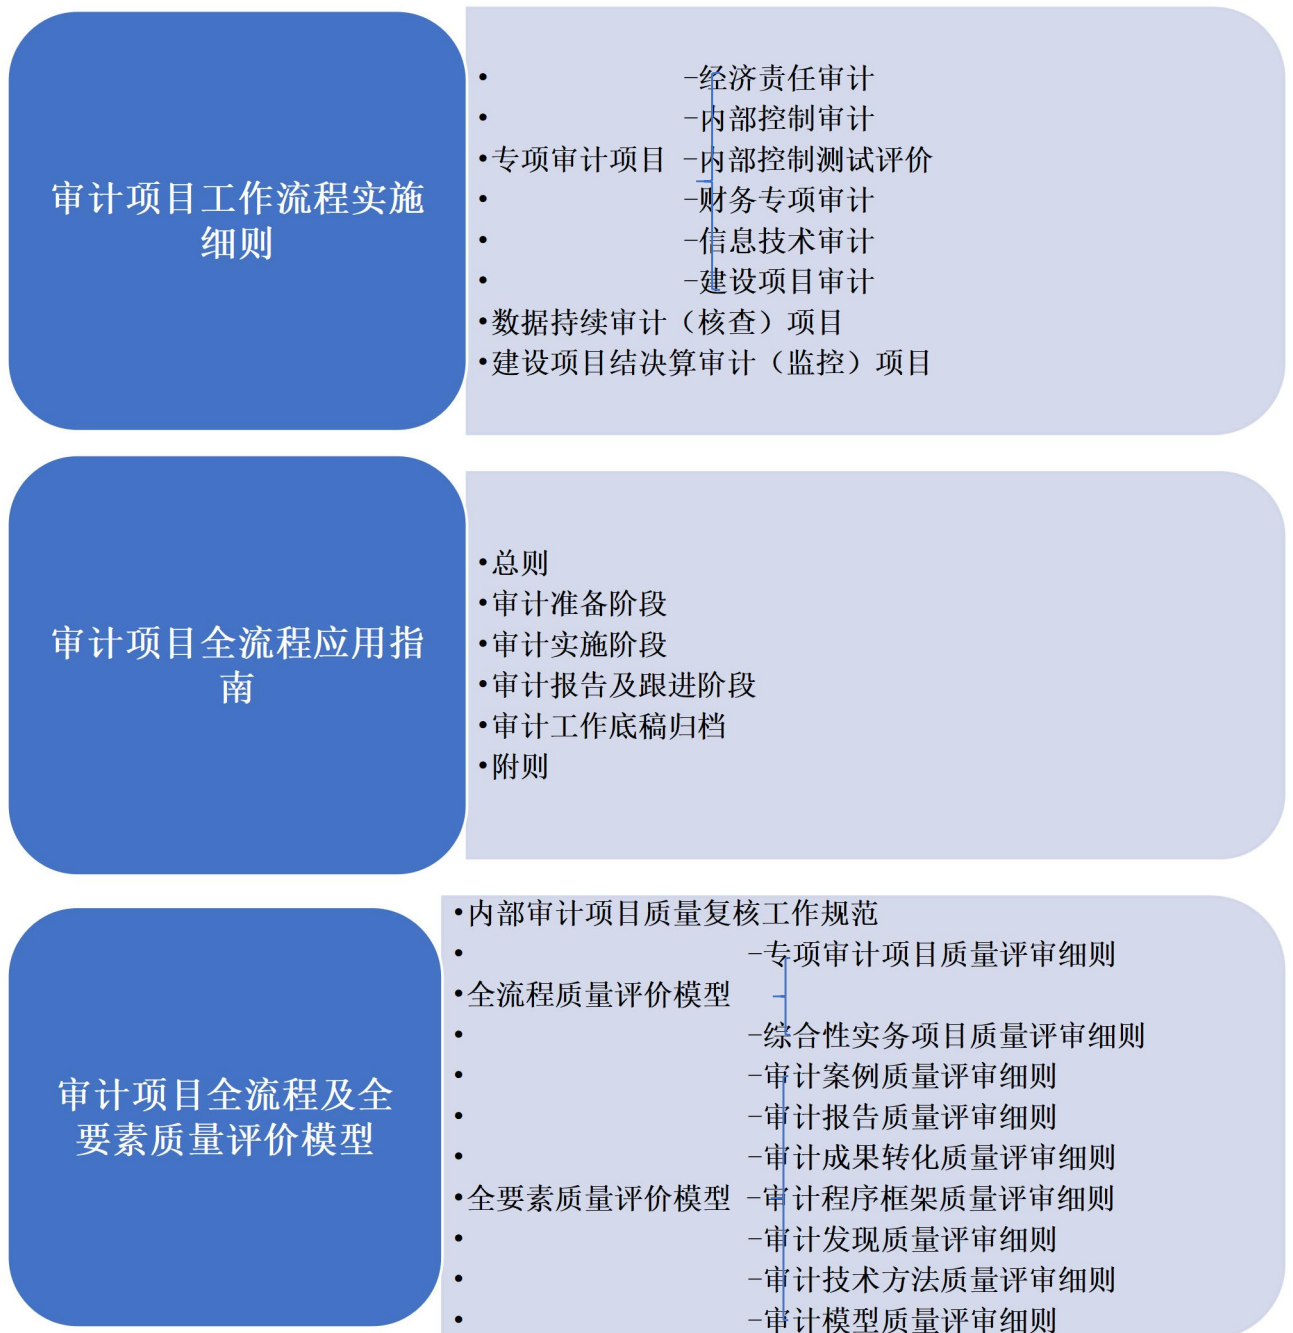 审计项目工作流程实施
细则
•                    -经济责任审计
•                    -内部控制审计
•专项审计项目 -内部控制测试评价
•                    -财务专项审计
•                    -信息技术审计
•                    -建设项目审计
•数据持续审计（核查）项目
•建设项目结决算审计（监控）项目
审计项目全流程应用指
南
•总则
•审计准备阶段
•审计实施阶段
•审计报告及跟进阶段
•审计工作底稿归档
•附则
审计项目全流程及全
要素质量评价模型
•内部审计项目质量复核工作规范
•                    -专项审计项目质量评审细则
•全流程质量评价模型
•                    -综合性实务项目质量评审细则
•                    -审计案例质量评审细则
•                    -审计报告质量评审细则
•                    -审计成果转化质量评审细则
•全要素质量评价模型 -审计程序框架质量评审细则
•                    -审计发现质量评审细则
•                    -审计技术方法质量评审细则
•                    -审计模型质量评审细则